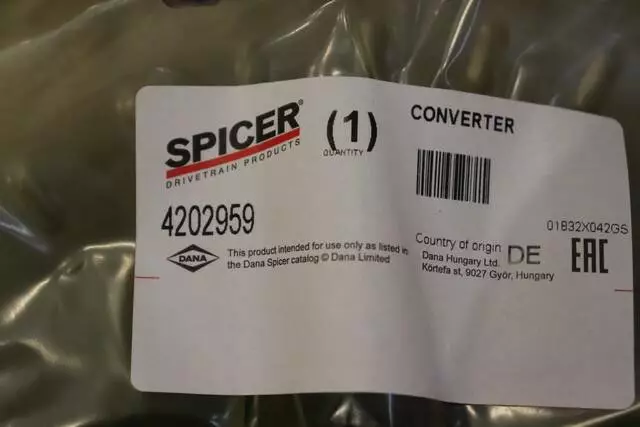 SPICER®
DRIVETRAIN PRODUCTS
(1)
QUANTITY
CONVERTER
4202959
01832X042GS
DANA
This product intended for use only as listed in
the Dana Spicer catalog © Dana Limited
Country of origin DE
Dana Hungary Ltd.
Körtefa st, 9027 Győr, Hungary
EAC